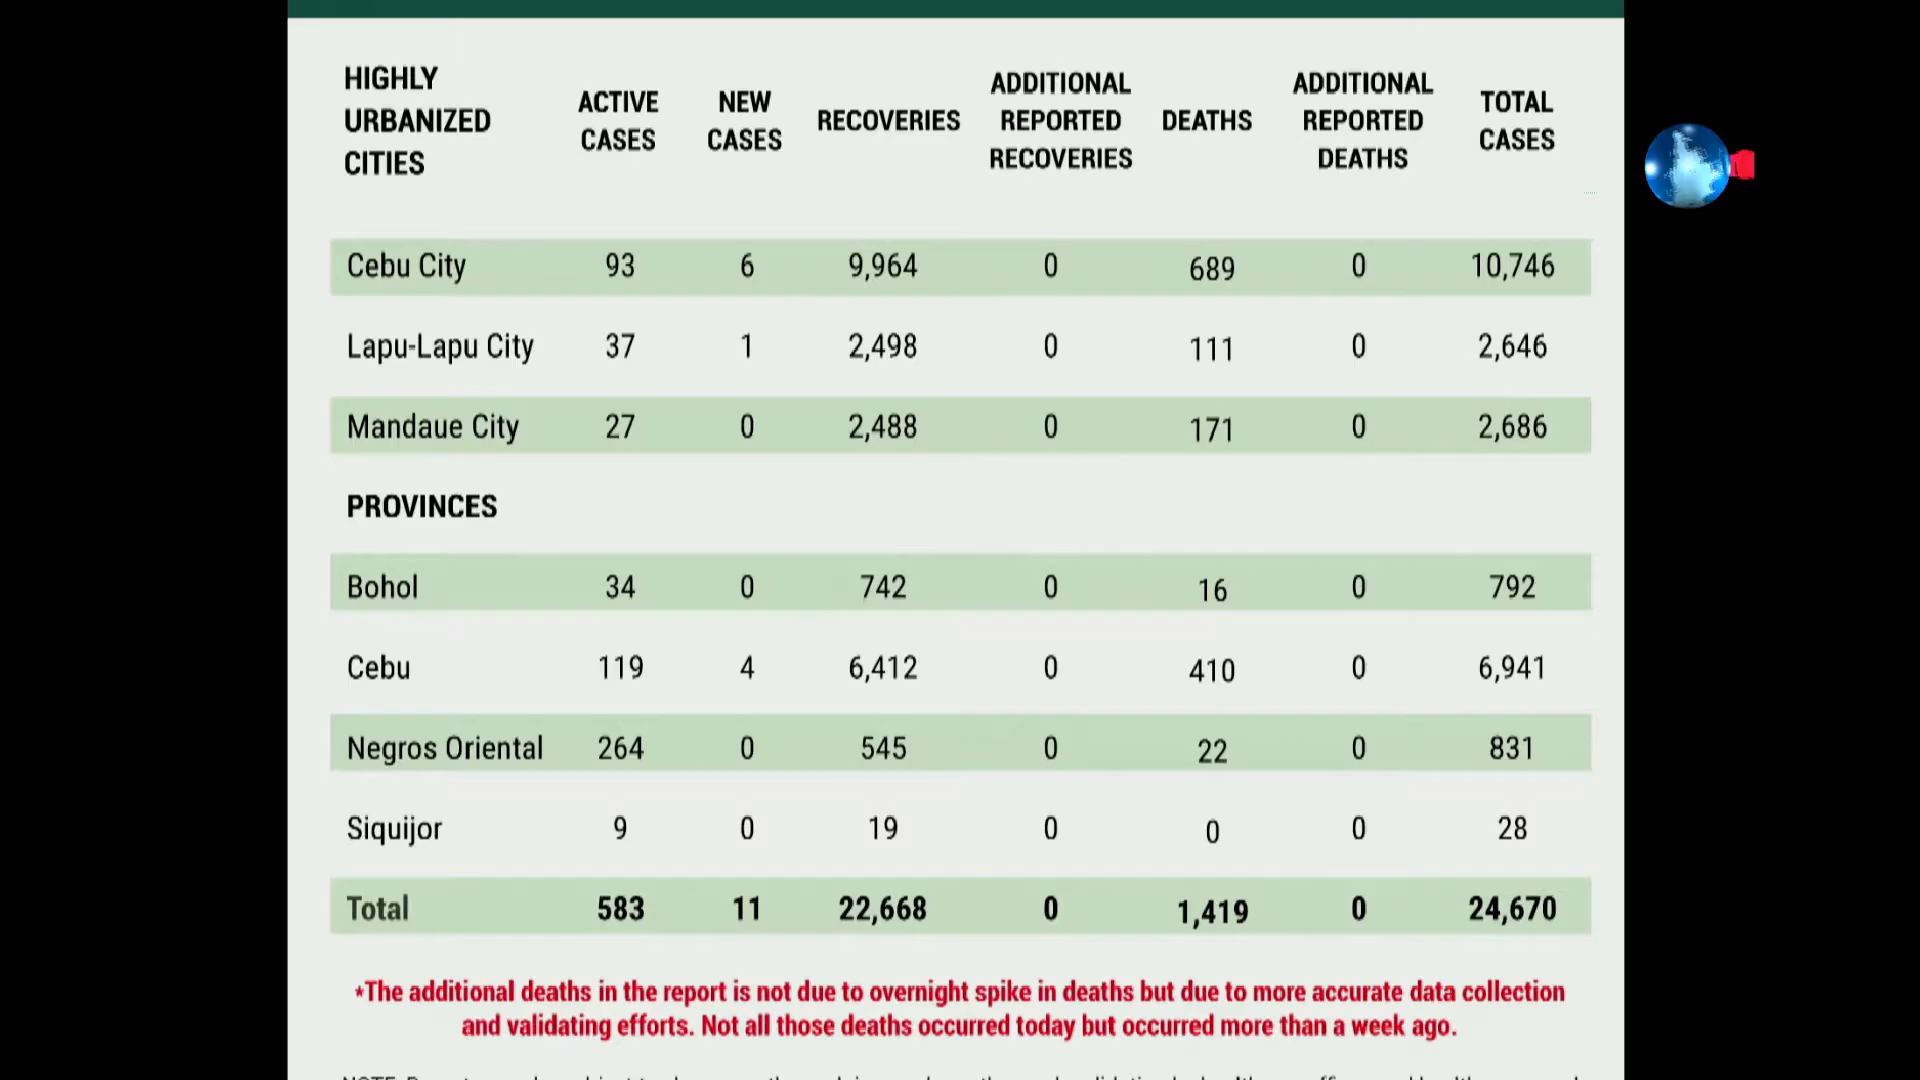 HIGHLY URBANIZED CITIES ACTIVE CASES NEW CASES RECOVERIES ADDITIONAL REPORTED RECOVERIES DEATHS ADDITIONAL REPORTED DEATHS TOTAL CASES
Cebu City 93 6 9,964 0 689 0 10,746
Lapu-Lapu City 37 1 2,498 0 111 0 2,646
Mandaue City 27 0 2,488 0 171 0 2,686
PROVINCES
Bohol 34 0 742 0 16 0 792
Cebu 119 4 6,412 0 410 0 6,941
Negros Oriental 264 0 545 0 22 0 831
Siquijor 9 0 19 0 0 0 28
Total 583 11 22,668 0 1,419 0 24,670
*The additional deaths in the report is not due to overnight spike in deaths but due to more accurate data collection
and validating efforts. Not all those deaths occurred today but occurred more than a week ago.